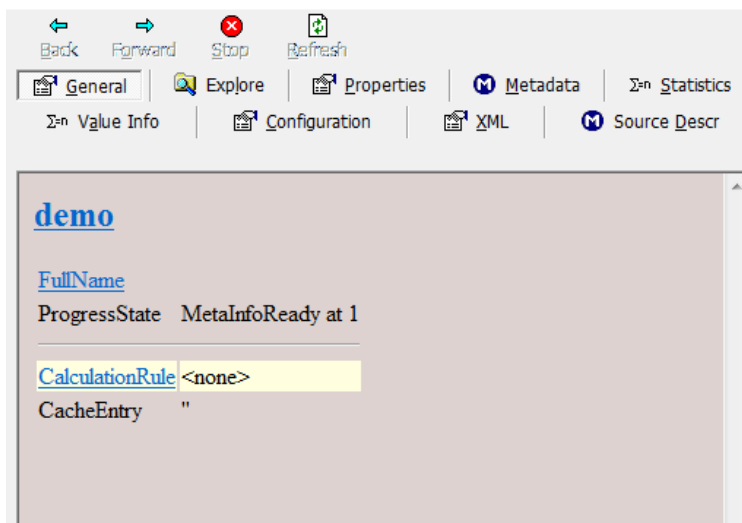 Back Forward Stop Refresh
General Explore Properties Metadata Σ=n Statistics
Σ=n Value Info Configuration XML Source Descr
demo
FullName
ProgressState MetaInfoReady at 1
CalculationRule <none>
CacheEntry "